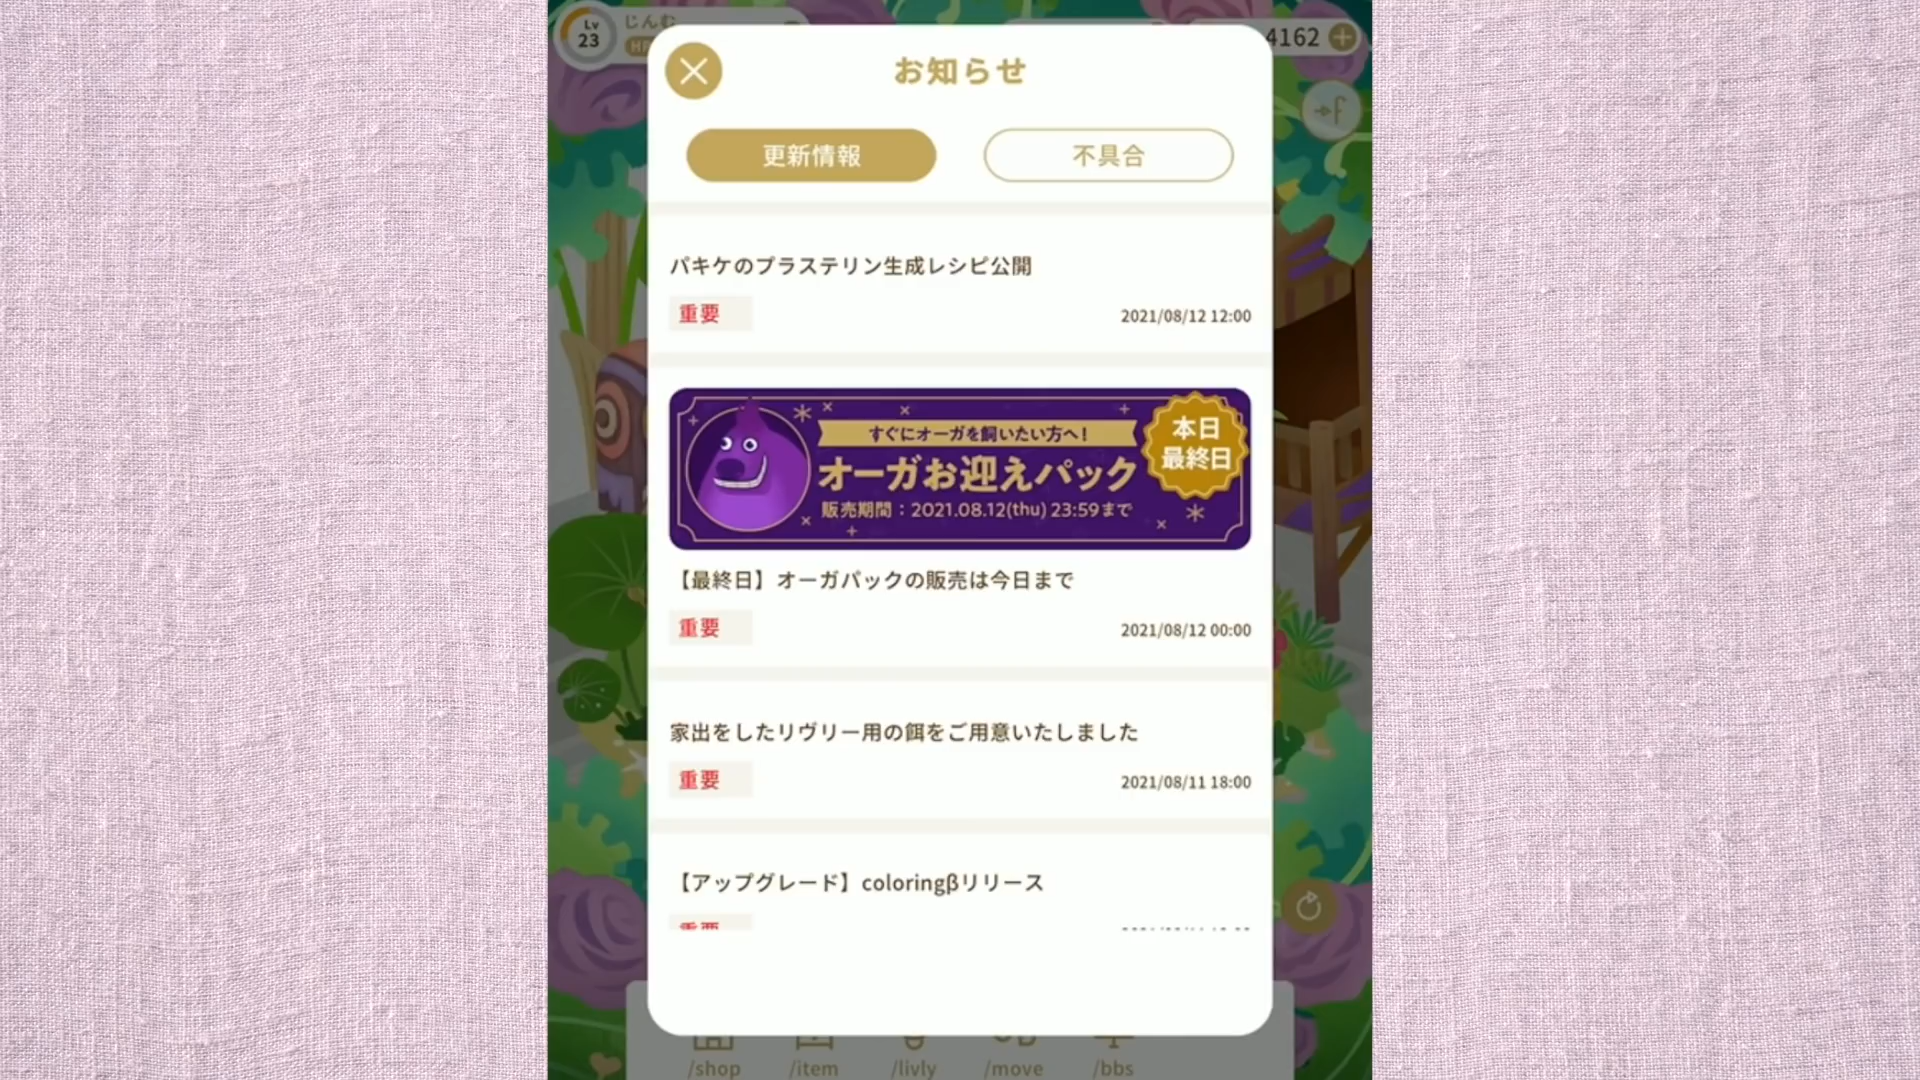 Lv
23
じんむ
4162
お知らせ
更新情報
不具合
パキケのプラステリン生成レシピ公開
重要
2021/08/12 12:00
すぐにオーガを飼いたい方へ!
オーガお迎えパック
販売期間:2021.08.12(thu) 23:59まで
本日
最終日
【最終日】オーガパックの販売は今日まで
重要
2021/08/12 00:00
家出をしたリヴリー用の餌をご用意いたしました
重要
2021/08/11 18:00
【アップグレード】coloringβリリース
重要
/shop
/item
/livly
/move
/bbs